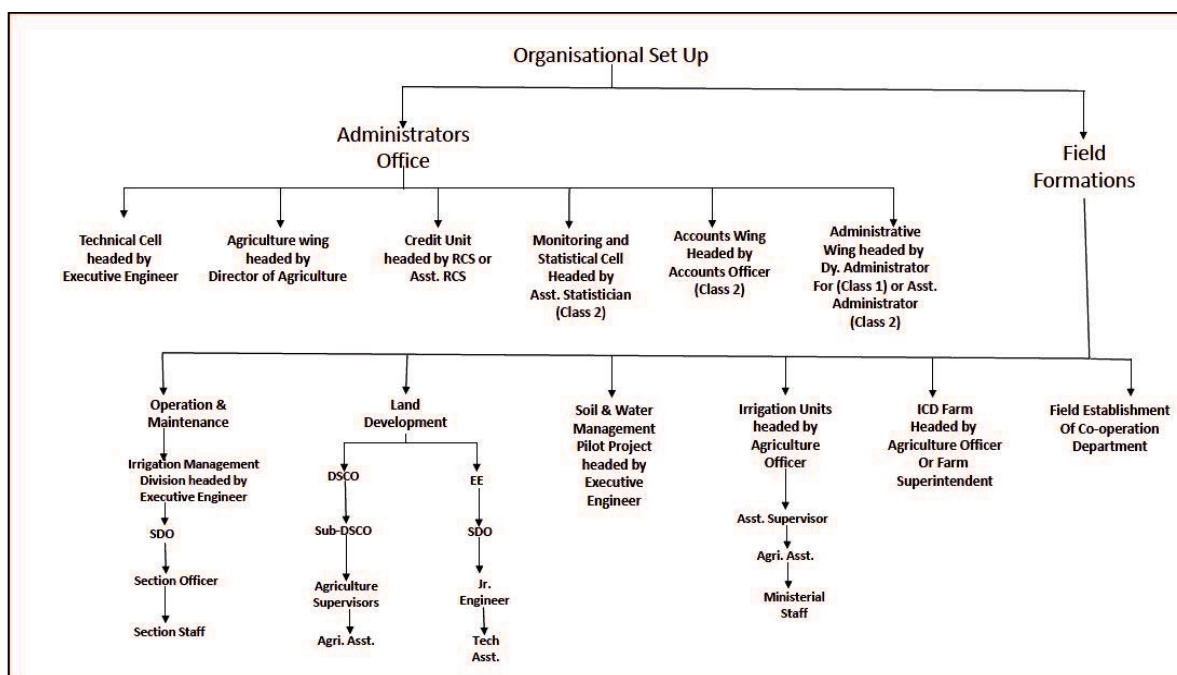 Organisational Set Up
Administrators
Office
Field
Formations
Technical Cell
headed by
Executive Engineer
Agriculture wing
headed by
Director of Agriculture
Credit Unit
headed by RCS or
Asst. RCS
Monitoring and
Statistical Cell
Headed by
Asst. Statistician
(Class 2)
Accounts Wing
Headed by
Accounts Officer
(Class 2)
Administrative
Wing headed by
Dy. Administrator
For (Class 1) or Asst.
Administrator
(Class 2)
Operation &
Maintenance
Irrigation Management
Division headed by
Executive Engineer
SDO
Section Officer
Section Staff
Land
Development
DSCO
Sub-DSCO
Agriculture
Supervisors
Agri. Asst.
EE
SDO
Jr.
Engineer
Tech
Asst.
Soil & Water
Management
Pilot Project
headed by
Executive
Engineer
Irrigation Units
headed by
Agriculture
Officer
Asst. Supervisor
Agri. Asst.
Ministerial
Staff
ICD Farm
Headed by
Agriculture Officer
Or Farm
Superintendent
Field Establishment
Of Co-operation
Department